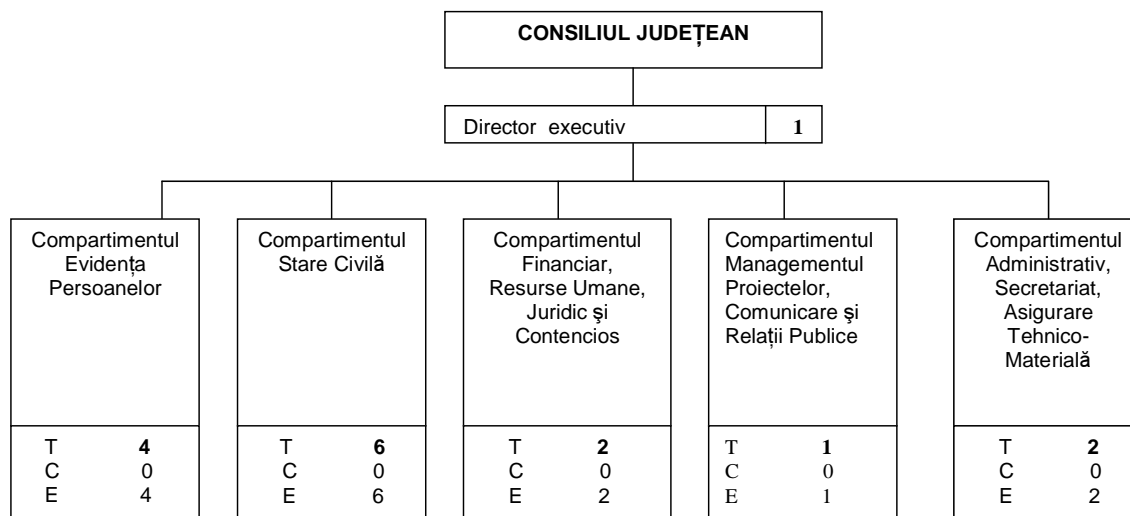 CONSILIUL JUDEȚEAN
Director executiv 1
Compartimentul
Evidența
Persoanelor
T 4
C 0
E 4
Compartimentul
Stare Civilă
T 6
C 0
E 6
Compartimentul
Financiar,
Resurse Umane,
Juridic şi
Contencios
T 2
C 0
E 2
Compartimentul
Managementul
Proiectelor,
Comunicare şi
Relații Publice
T 1
C 0
E 1
Compartimentul
Administrativ,
Secretariat,
Asigurare
Tehnico-
Materială
T 2
C 0
E 2